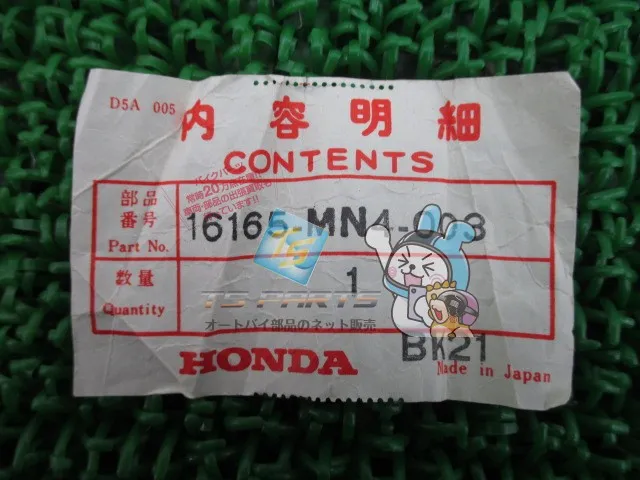 D5A 005
内容明細
CONTENTS
部品番号
Part No.
16165-MN4-003
数量
Quantity
1
TS PARTS
オートバイ部品のネット販売
HONDA
BK21
Made in Japan